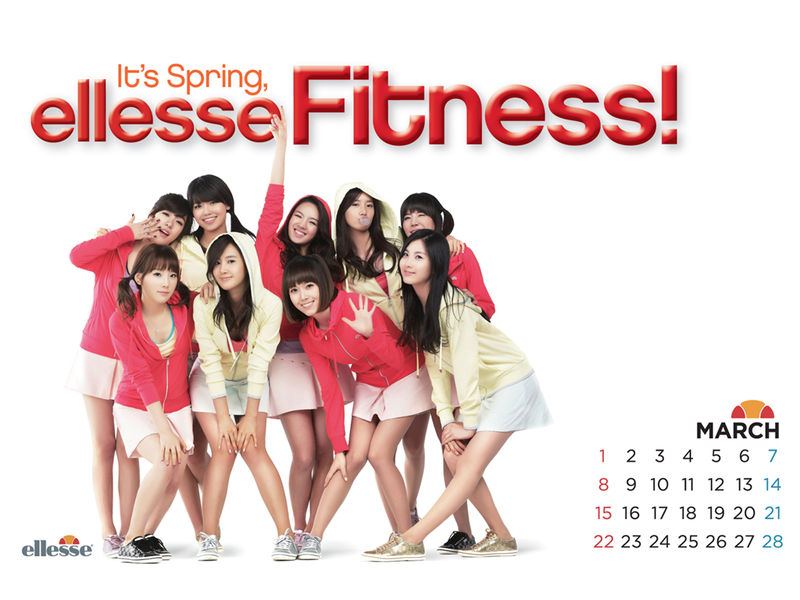 It's Spring,
ellesse Fitness!
MARCH
1 2 3 4 5 6 7
8 9 10 11 12 13 14
15 16 17 18 19 20 21
22 23 24 25 26 27 28
ellesse